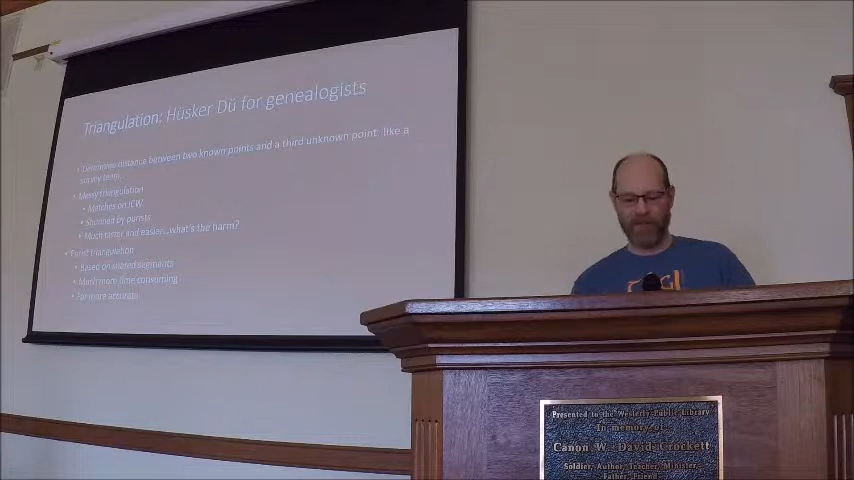 Triangulation: Hüsker Dü for genealogists
• Determine distance between two known points and a third unknown point like a
survey team.
• Messy triangulation
• Matches on ICW
• Shunned by purists
• Much faster and easier...what's the harm?
• Purist triangulation
• Based on shared segments
• Much more time consuming
• Far more accurate
Presented to the Westerly Public Library
In memory of
Canon W. David Crockett
Soldier, Author, Teacher, Minister,
Father, Friend